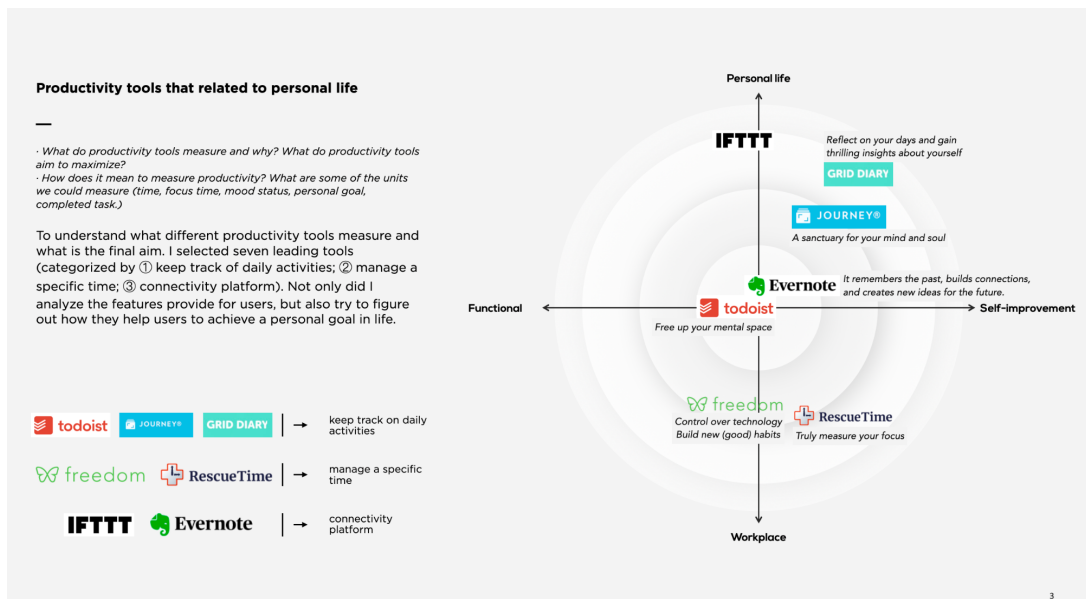 Productivity tools that related to personal life
· What do productivity tools measure and why? What do productivity tools
aim to maximize?
· How does it mean to measure productivity? What are some of the units
we could measure (time, focus time, mood status, personal goal,
completed task.)
To understand what different productivity tools measure and
what is the final aim. I selected seven leading tools
(categorized by ① keep track of daily activities; ② manage a
specific time; ③ connectivity platform). Not only did I
analyze the features provide for users, but also try to figure
out how they help users to achieve a personal goal in life.
todoist
JOURNEY®
GRID DIARY
keep track on daily
activities
freedom
RescueTime
manage a specific
time
IFTTT
Evernote
connectivity
platform
Personal life
IFTTT
Reflect on your days and gain
thrilling insights about yourself
GRID DIARY
JOURNEY®
A sanctuary for your mind and soul
Evernote
It remembers the past, builds connections,
and creates new ideas for the future.
Functional
todoist
Self-improvement
Free up your mental space
freedom
Control over technology
Build new (good) habits
RescueTime
Truly measure your focus
Workplace
3